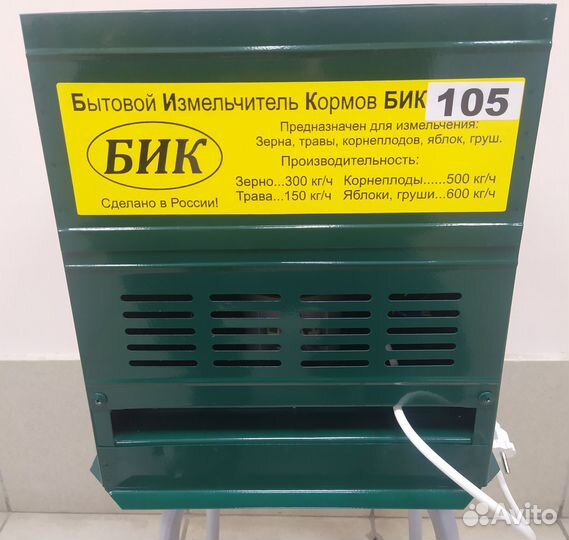 Бытовой Измельчитель Кормов БИК 105
БИК
Сделано в России!
Предназначен для измельчения:
Зерна, травы, корнеплодов, яблок, груш.
Производительность:
Зерно...300 кг/ч Корнеплоды......500 кг/ч
Трава...150 кг/ч Яблоки, груши...600 кг/ч
Avito